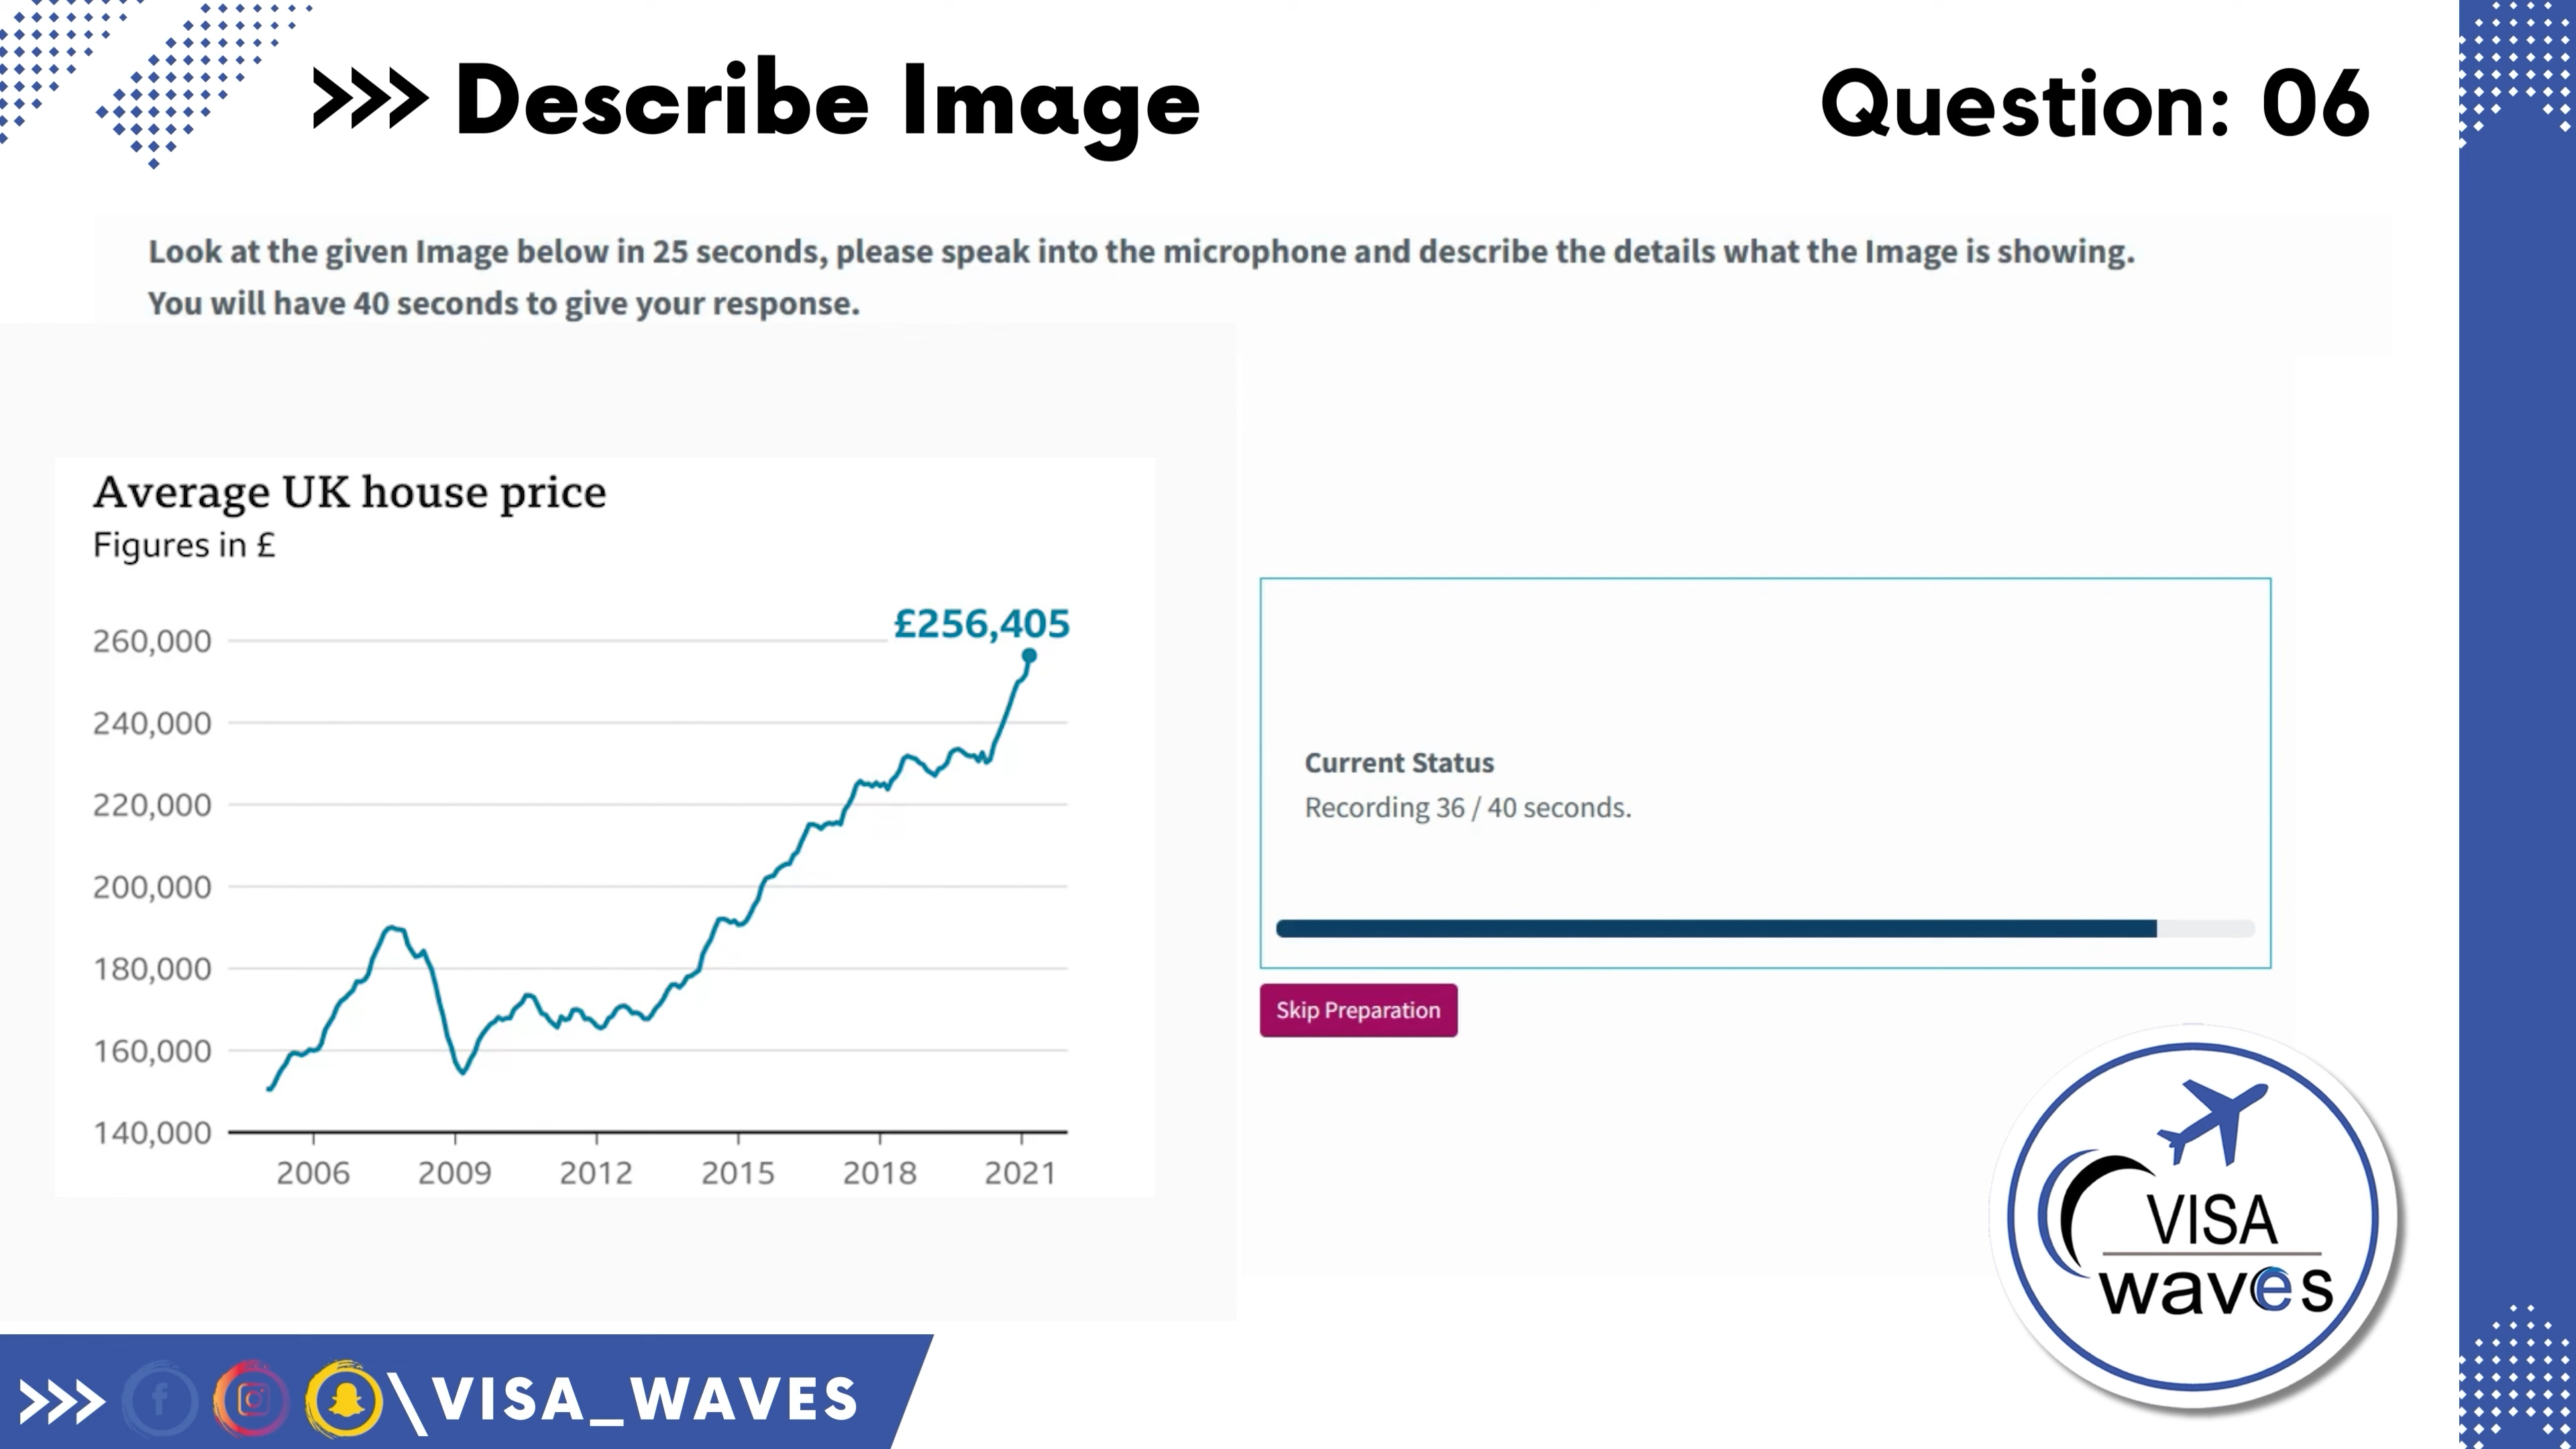 >>> Describe Image
Question: 06
Look at the given Image below in 25 seconds, please speak into the microphone and describe the details what the Image is showing.
You will have 40 seconds to give your response.
Average UK house price
Figures in £
£256,405
260,000
240,000
220,000
200,000
180,000
160,000
140,000
2006 2009 2012 2015 2018 2021
Current Status
Recording 36 / 40 seconds.
Skip Preparation
VISA
waves
>>> \VISA_WAVES